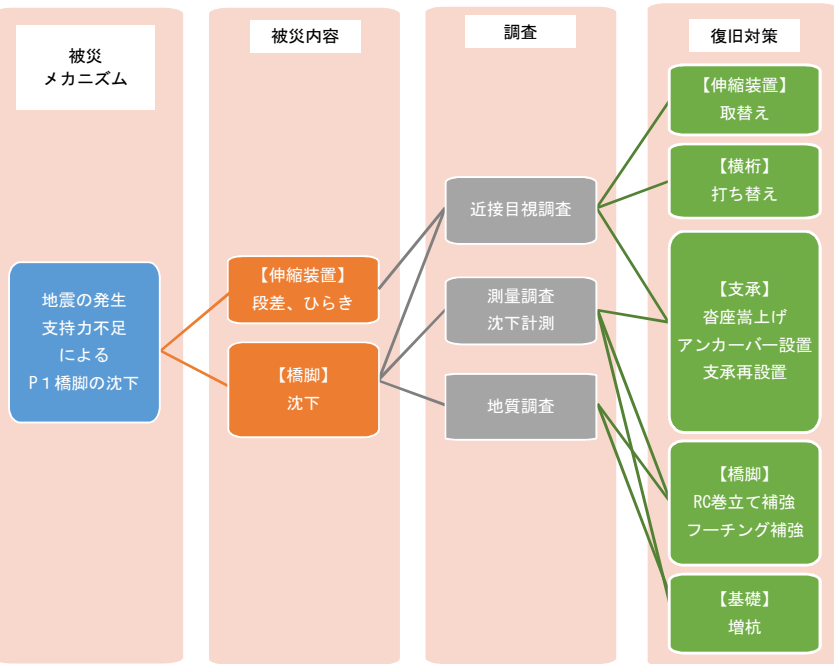 被災
メカニズム
地震の発生
支持力不足
による
P1橋脚の沈下
被災内容
【伸縮装置】
段差、ひらき
【橋脚】
沈下
調査
近接目視調査
測量調査
沈下計測
地質調査
復旧対策
【伸縮装置】
取替え
【横桁】
打ち替え
【支承】
沓座嵩上げ
アンカーバー設置
支承再設置
【橋脚】
RC巻立て補強
フーチング補強
【基礎】
増杭